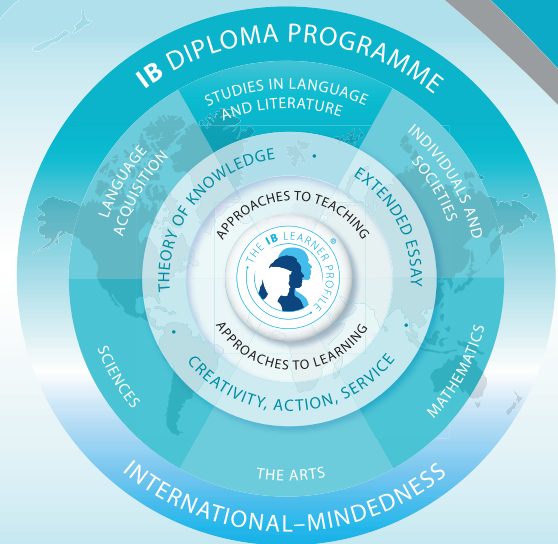 IB DIPLOMA PROGRAMME
STUDIES IN LANGUAGE
AND LITERATURE
LANGUAGE
ACQUISITION
INDIVIDUALS AND
SOCIETIES
THEORY OF KNOWLEDGE
EXTENDED ESSAY
APPROACHES TO TEACHING
THE IB LEARNER PROFILE
®
APPROACHES TO LEARNING
CREATIVITY, ACTION, SERVICE
SCIENCES
MATHEMATICS
THE ARTS
INTERNATIONAL–MINDEDNESS